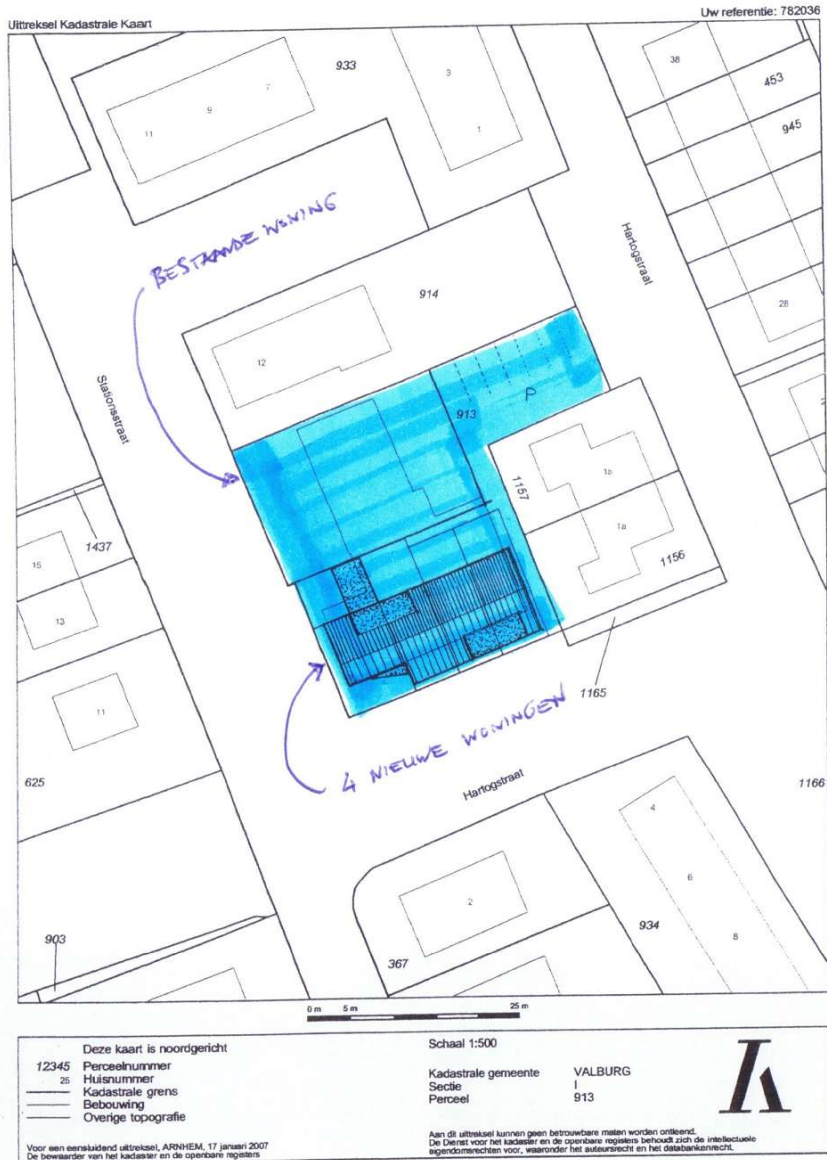 Uittreksel Kadastrale Kaart
Uw referentie: 782036
933
11
9
7
3
1
38
453
945
BESTAANDE WONING
Hartogstraat
914
12
28
Stationsstraat
913
P
1157
1b
1a
1156
1437
15
13
11
1165
4 NIEUWE WONINGEN
Hartogstraat
625
1166
4
6
8
2
903
367
934
0 m
5 m
25 m
Deze kaart is noordgericht
12345 Perceelnummer
25 Huisnummer
Kadastrale grens
Bebouwing
Overige topografie
Voor een eensluidend uittreksel, ARNHEM, 17 januari 2007
De bewaarder van het kadaster en de openbare registers
Schaal 1:500
Kadastrale gemeente VALBURG
Sectie I
Perceel 913
Aan dit uittreksel kunnen geen betrouwbare maten worden ontleend.
De Dienst voor het kadaster en de openbare registers behoudt zich de intellectuele
eigendomsrechten voor, waaronder het auteursrecht en het databankenrecht.